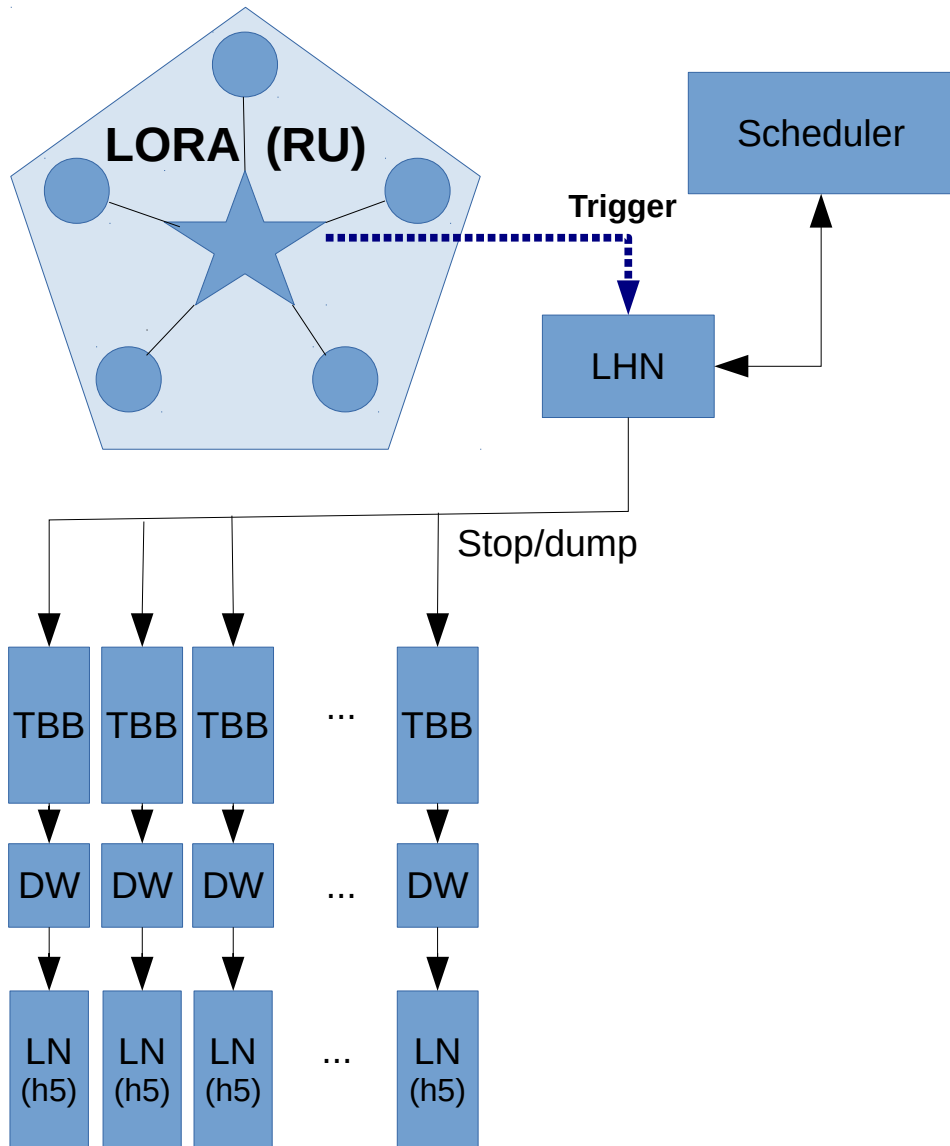 LORA (RU)
Scheduler
Trigger
LHN
Stop/dump
TBB TBB TBB ... TBB
DW DW DW ... DW
LN LN LN ... LN
(h5) (h5) (h5) (h5)